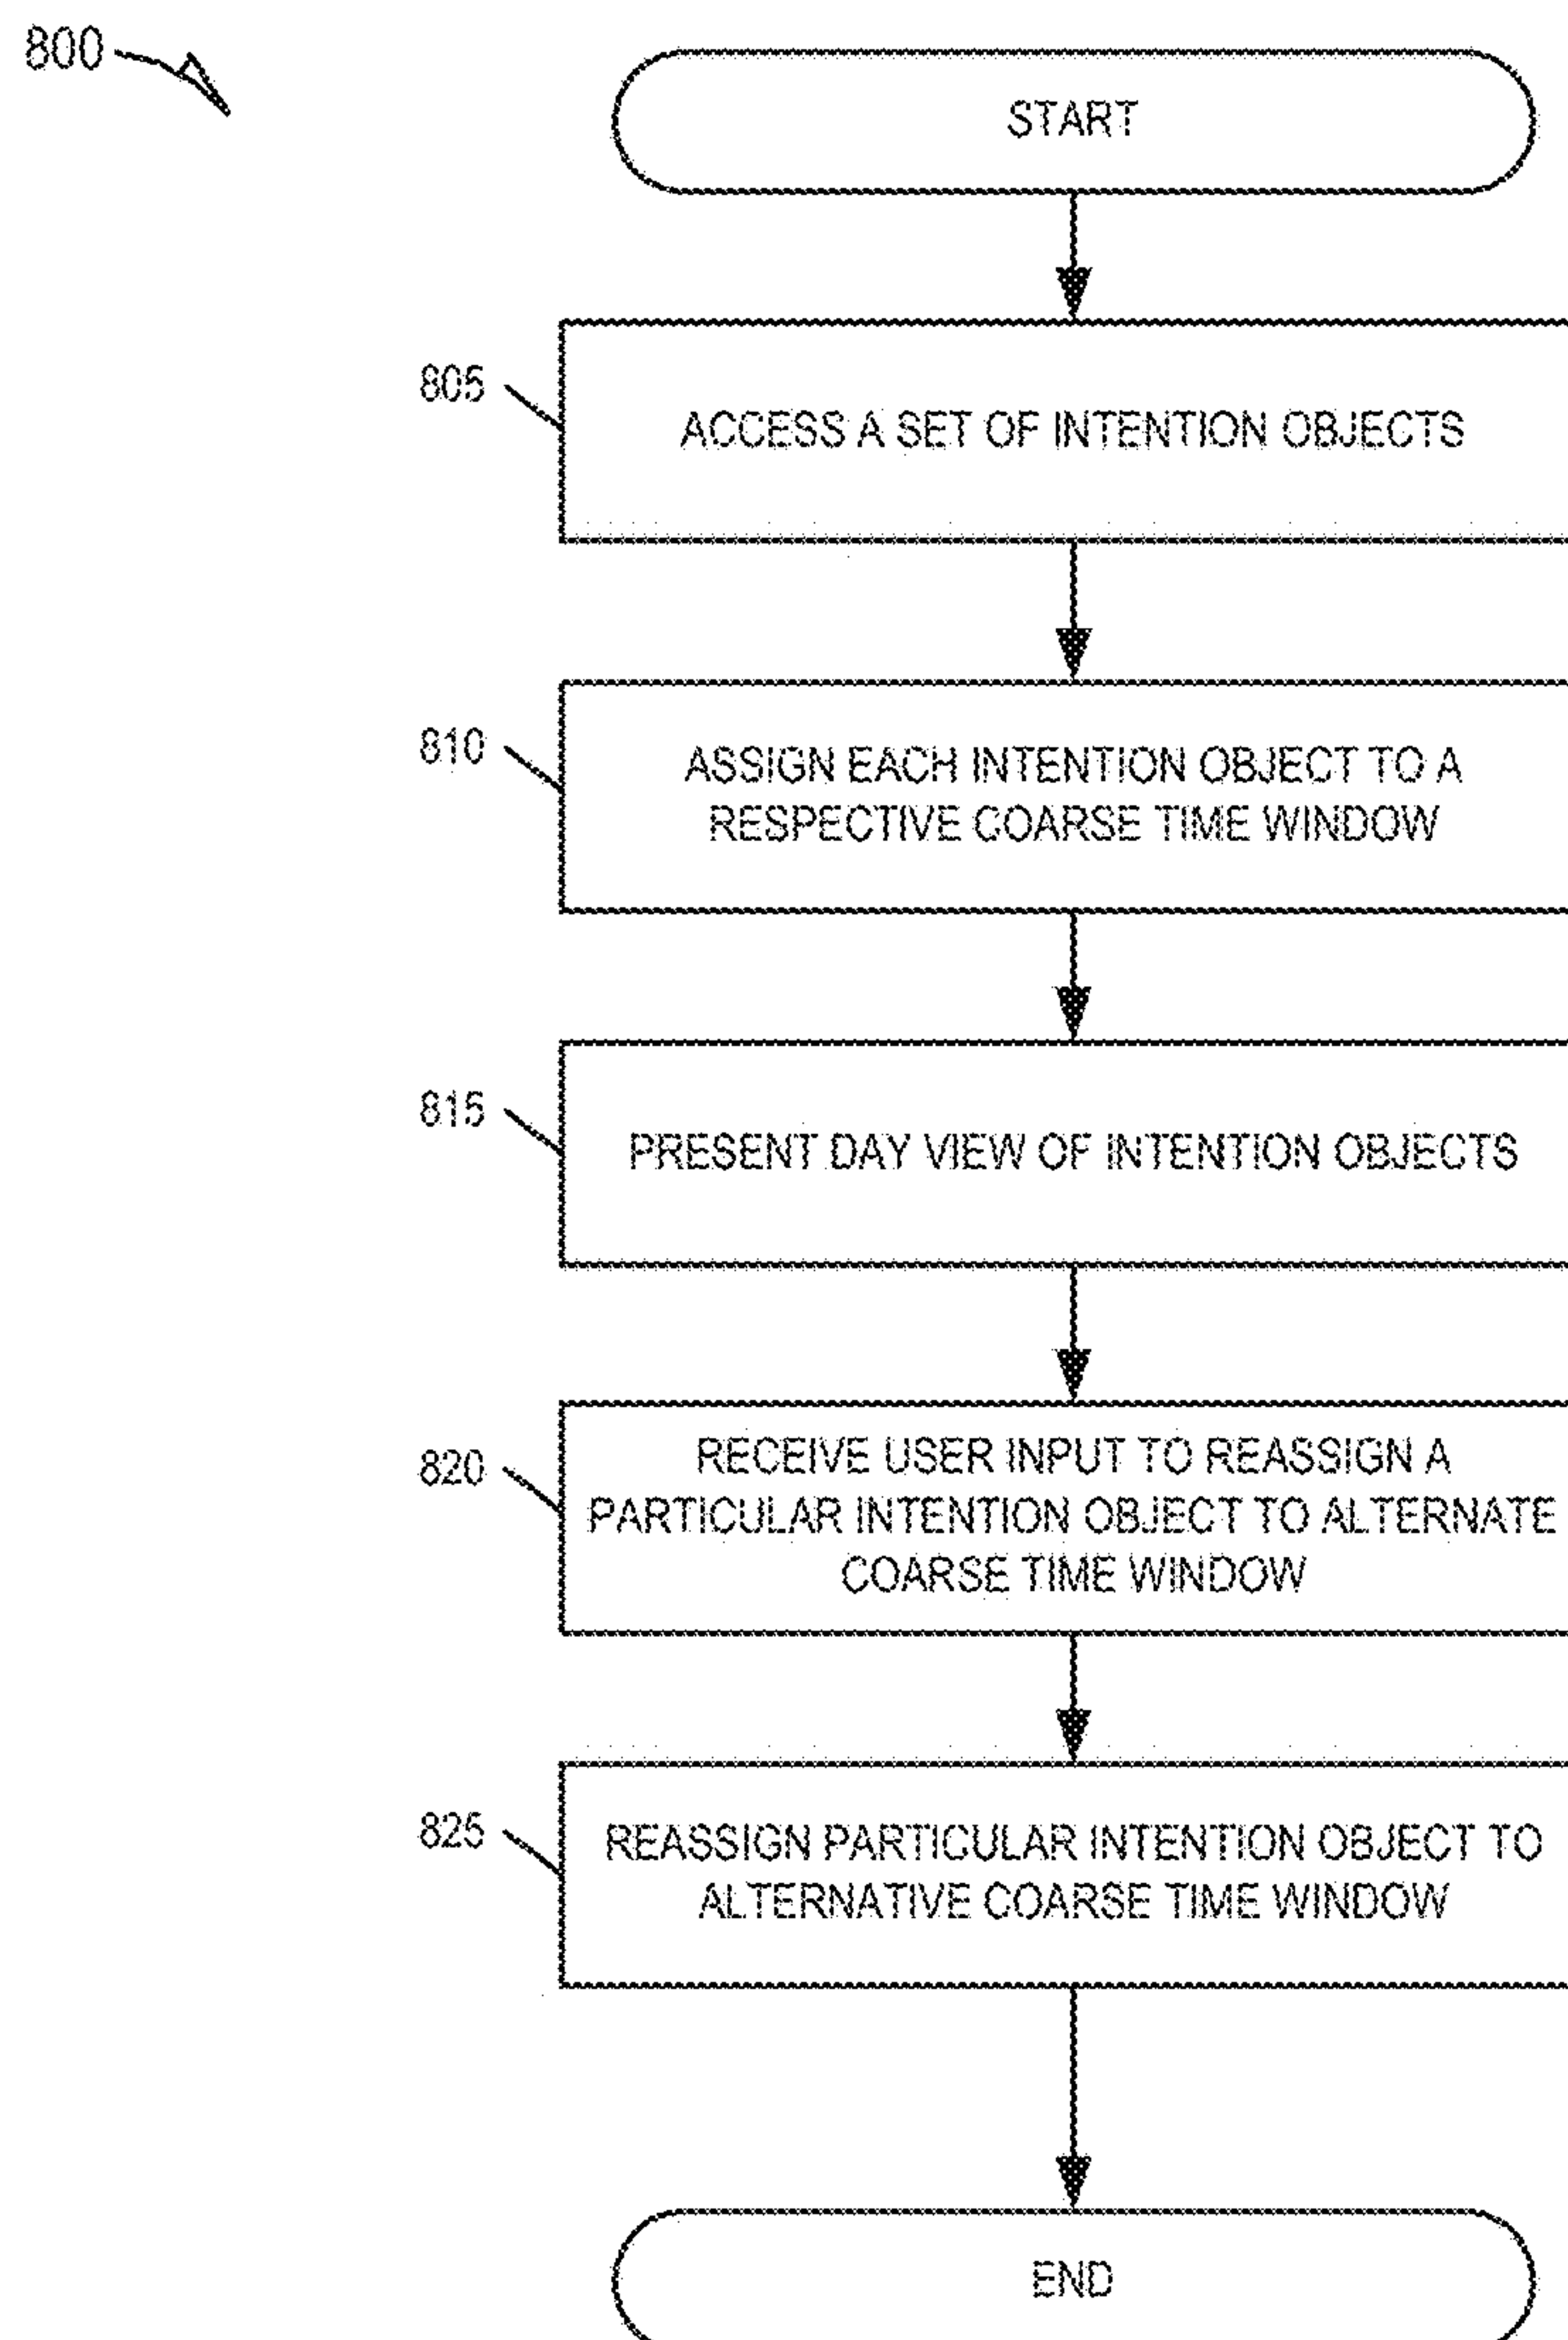 800
START
805
ACCESS A SET OF INTENTION OBJECTS
810
ASSIGN EACH INTENTION OBJECT TO A
RESPECTIVE COARSE TIME WINDOW
815
PRESENT DAY VIEW OF INTENTION OBJECTS
820
RECEIVE USER INPUT TO REASSIGN A
PARTICULAR INTENTION OBJECT TO ALTERNATE
COARSE TIME WINDOW
825
REASSIGN PARTICULAR INTENTION OBJECT TO
ALTERNATIVE COARSE TIME WINDOW
END